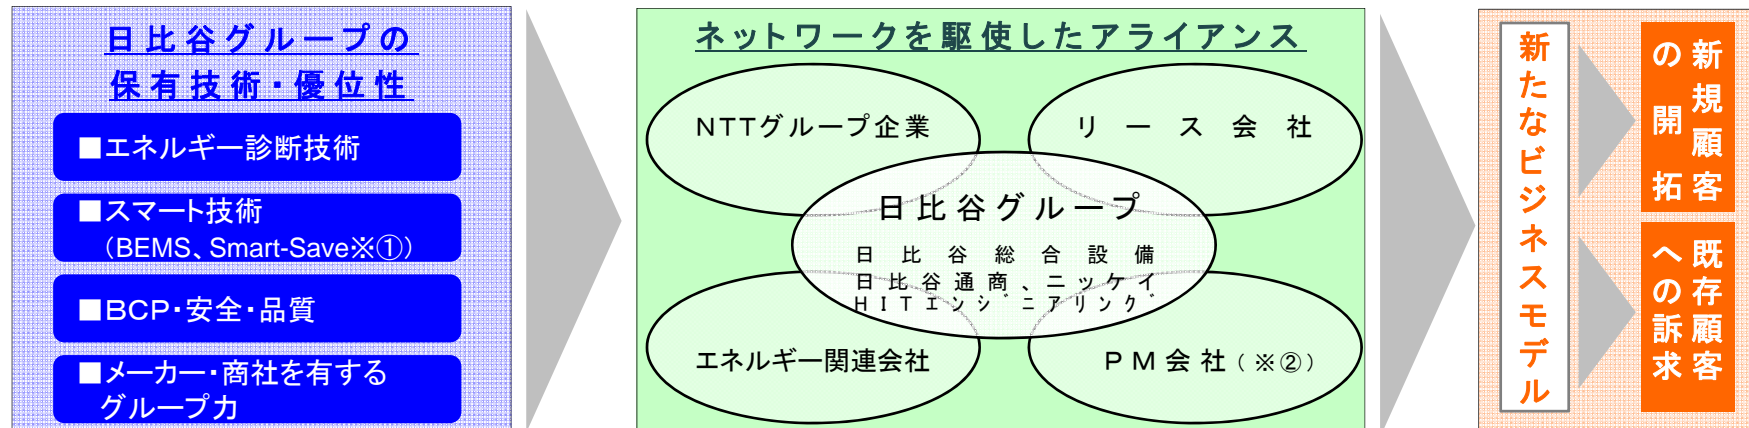 日比谷グループの
保有技術・優位性
■エネルギー診断技術
■スマート技術
（BEMS、Smart-Save※①）
■BCP・安全・品質
■メーカー・商社を有する
グループ力
ネットワークを駆使したアライアンス
NTTグループ企業
リース会社
日比谷グループ
日比谷総合設備
日比谷通商、ニッケイ
HITエンジニアリング
エネルギー関連会社
PM会社（※②）
新たなビジネスモデル
新規顧客
の開拓
既存顧客
への訴求